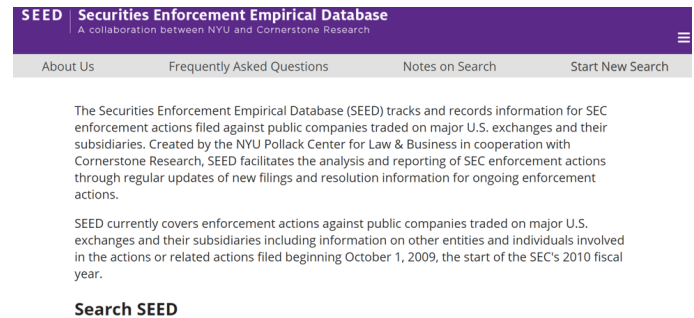 SEED Securities Enforcement Empirical Database
A collaboration between NYU and Cornerstone Research
About Us Frequently Asked Questions Notes on Search Start New Search
The Securities Enforcement Empirical Database (SEED) tracks and records information for SEC
enforcement actions filed against public companies traded on major U.S. exchanges and their
subsidiaries. Created by the NYU Pollack Center for Law & Business in cooperation with
Cornerstone Research, SEED facilitates the analysis and reporting of SEC enforcement actions
through regular updates of new filings and resolution information for ongoing enforcement
actions.
SEED currently covers enforcement actions against public companies traded on major U.S.
exchanges and their subsidiaries including information on other entities and individuals involved
in the actions or related actions filed beginning October 1, 2009, the start of the SEC's 2010 fiscal
year.
Search SEED